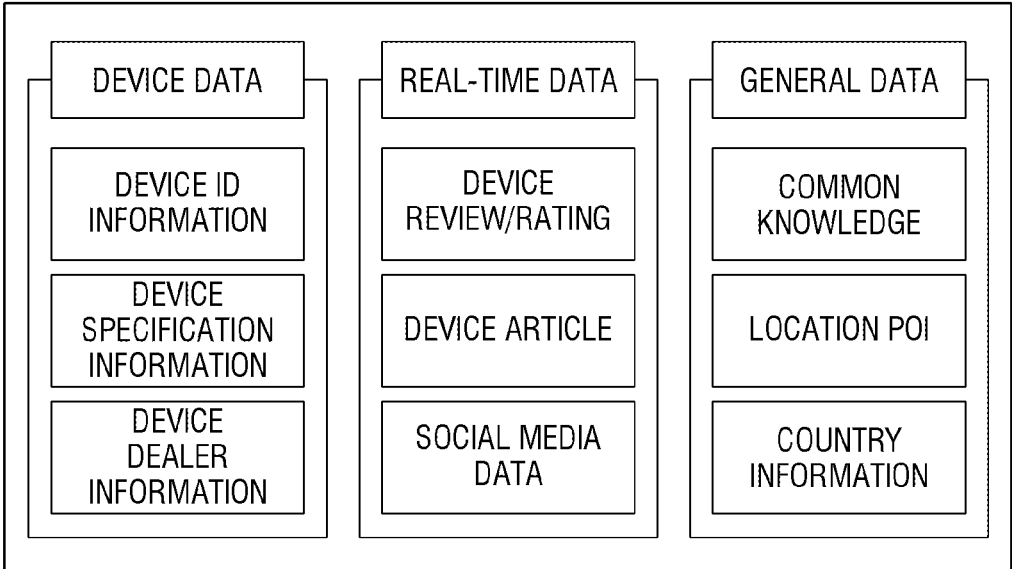 DEVICE DATA
DEVICE ID
INFORMATION
DEVICE
SPECIFICATION
INFORMATION
DEVICE
DEALER
INFORMATION
REAL-TIME DATA
DEVICE
REVIEW/RATING
DEVICE ARTICLE
SOCIAL MEDIA
DATA
GENERAL DATA
COMMON
KNOWLEDGE
LOCATION POI
COUNTRY
INFORMATION